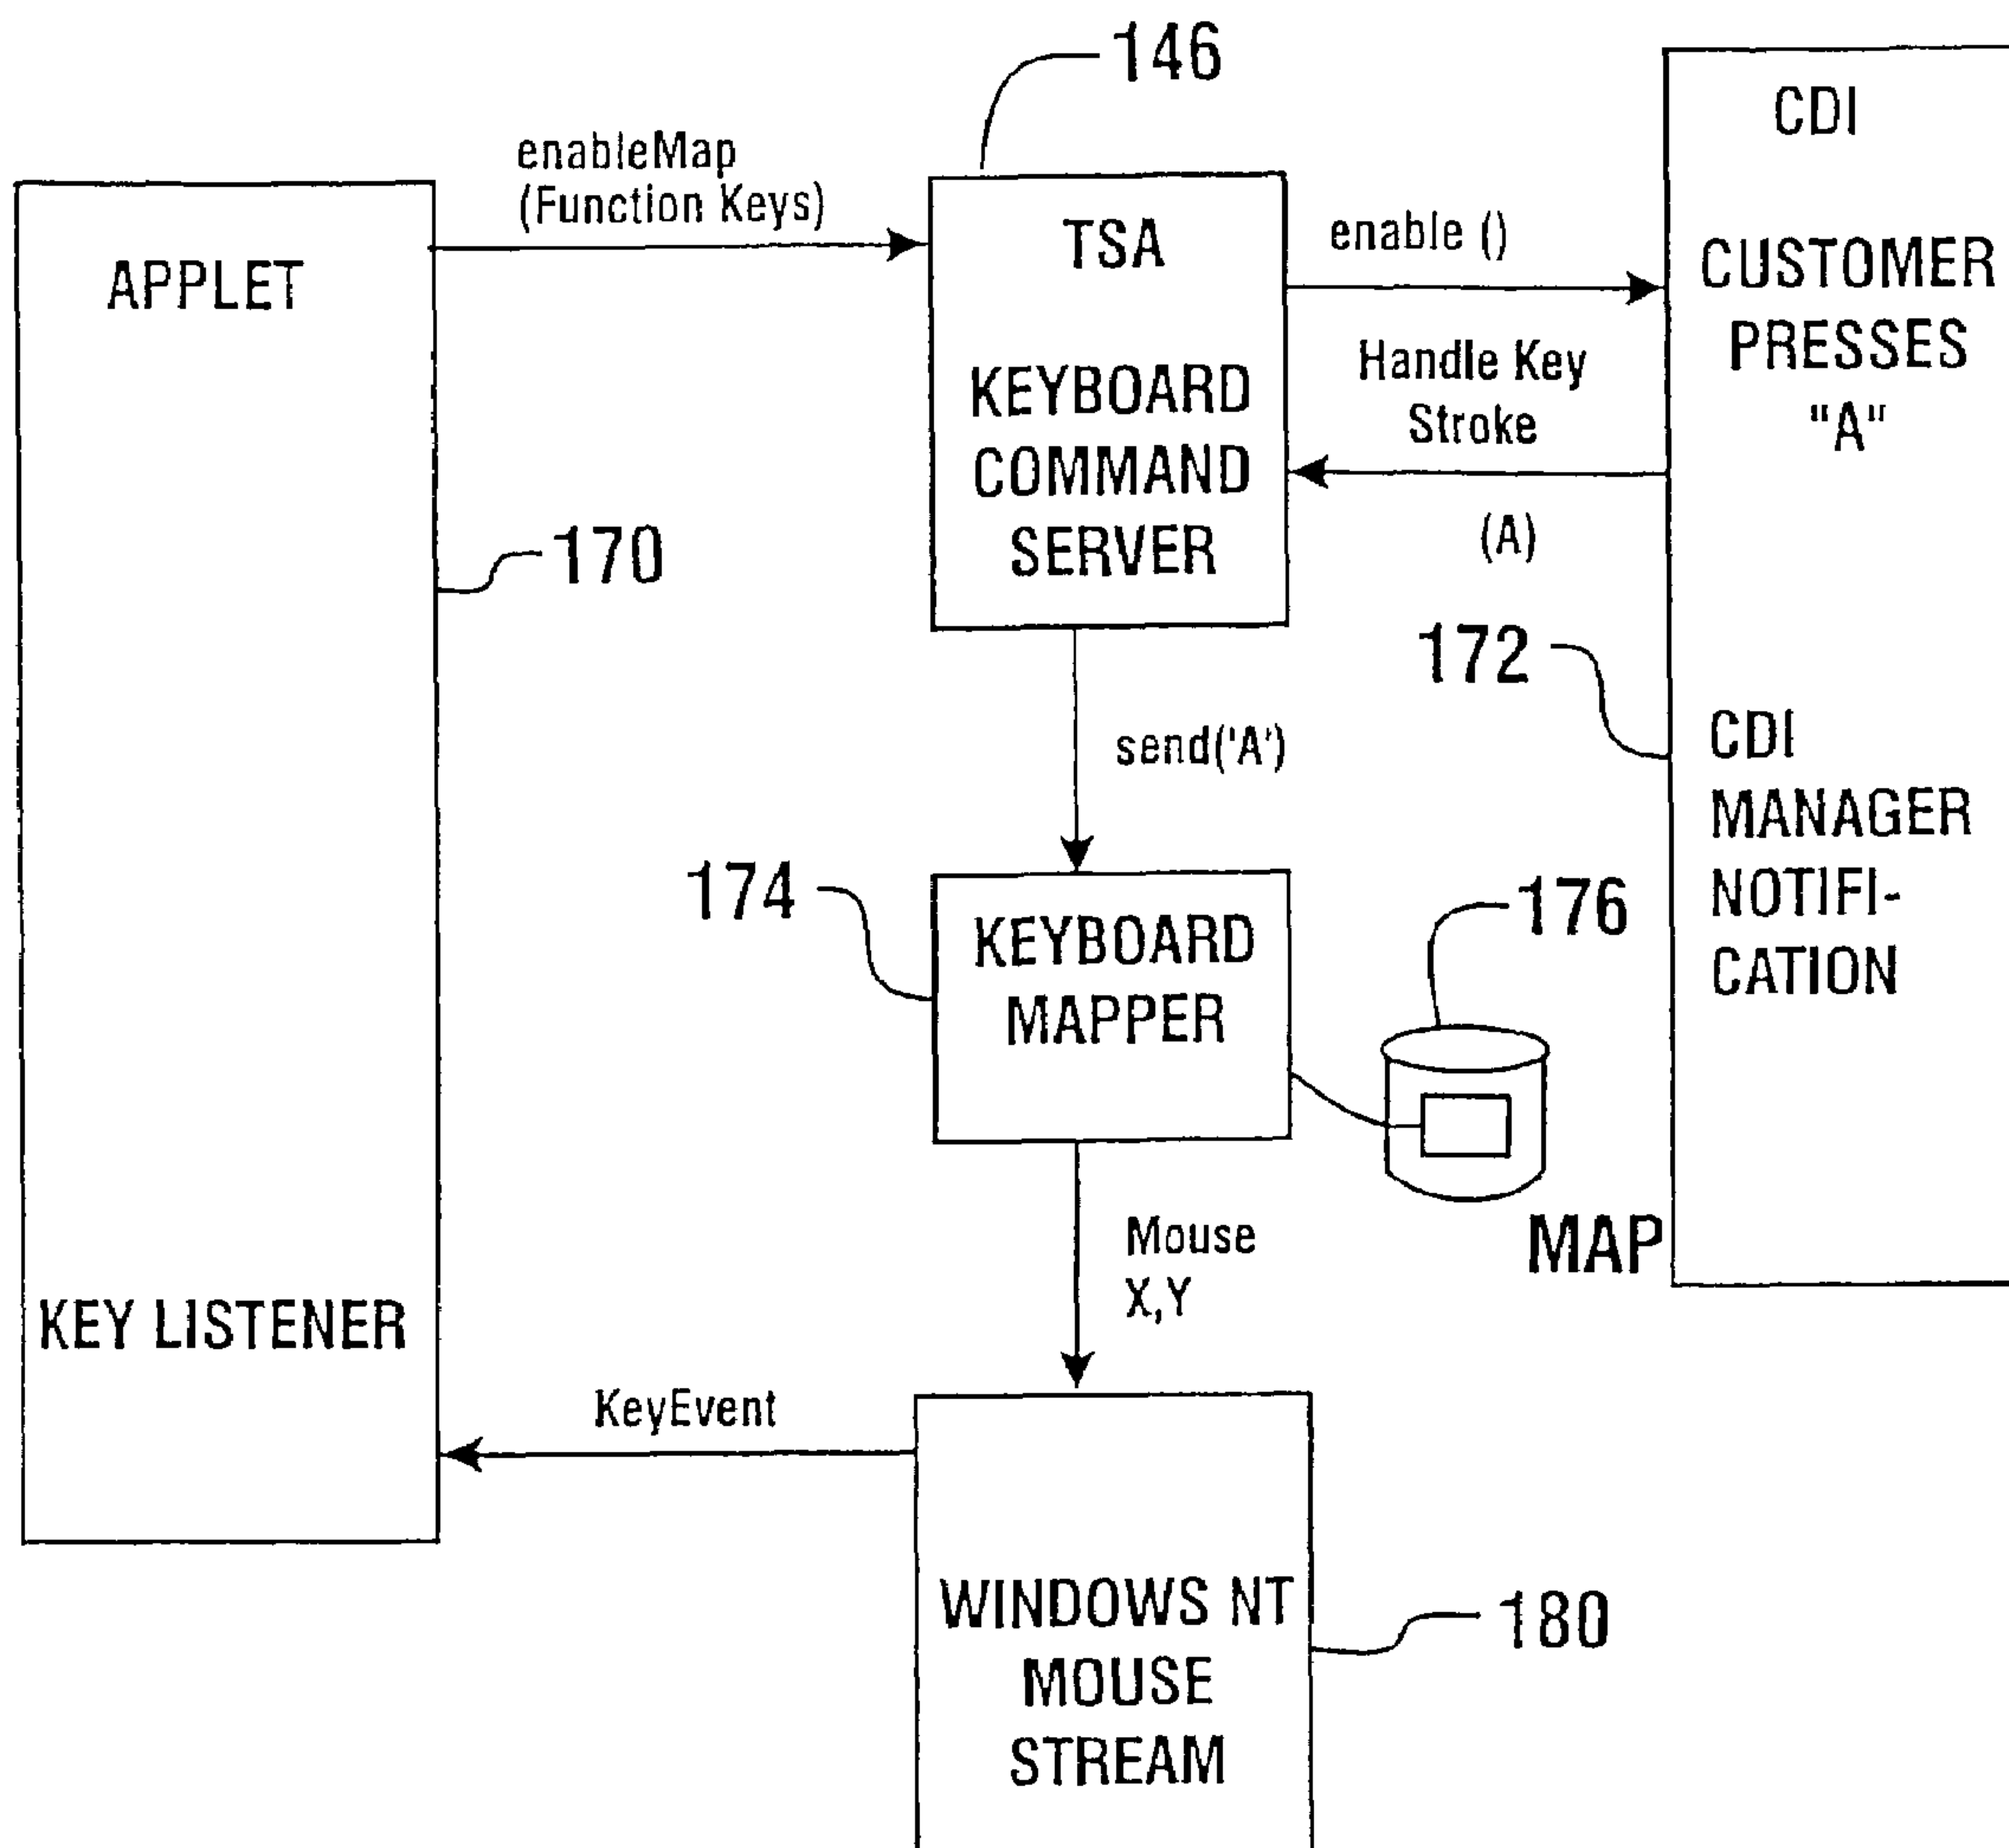 146
enableMap
(Function Keys)
APPLET
170
KEY LISTENER
TSA
KEYBOARD
COMMAND
SERVER
enable ()
Handle Key
Stroke
(A)
CDI
CUSTOMER
PRESSES
"A"
172
CDI
MANAGER
NOTIFI-
CATION
send('A')
174
KEYBOARD
MAPPER
176
MAP
Mouse
X,Y
KeyEvent
WINDOWS NT
MOUSE
STREAM
180